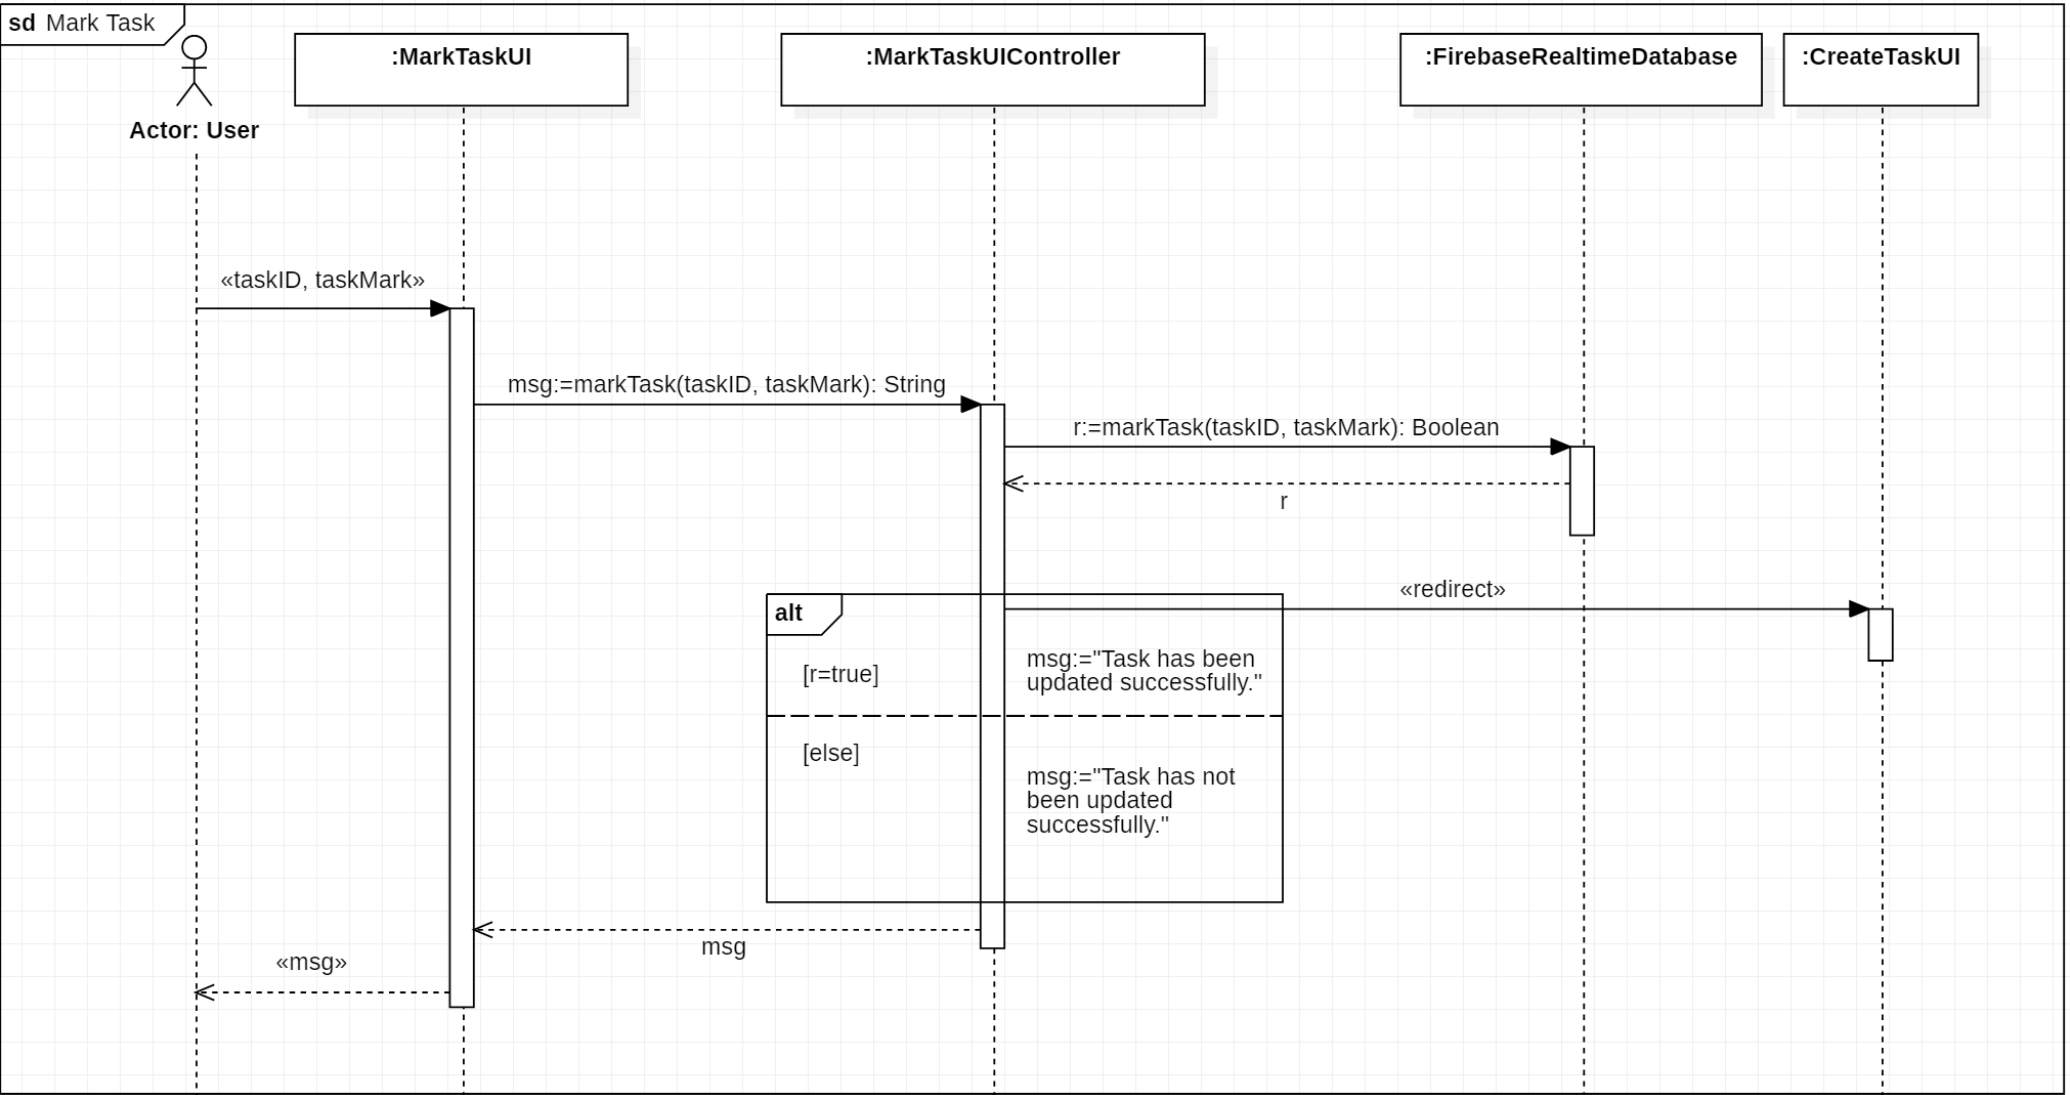 sd Mark Task
:MarkTaskUI
:MarkTaskUIController
:FirebaseRealtimeDatabase
:CreateTaskUI
Actor: User
«taskID, taskMark»
msg:=markTask(taskID, taskMark): String
r:=markTask(taskID, taskMark): Boolean
r
«redirect»
alt
[r=true]
msg:="Task has been
updated successfully."
[else]
msg:="Task has not
been updated
successfully."
msg
«msg»